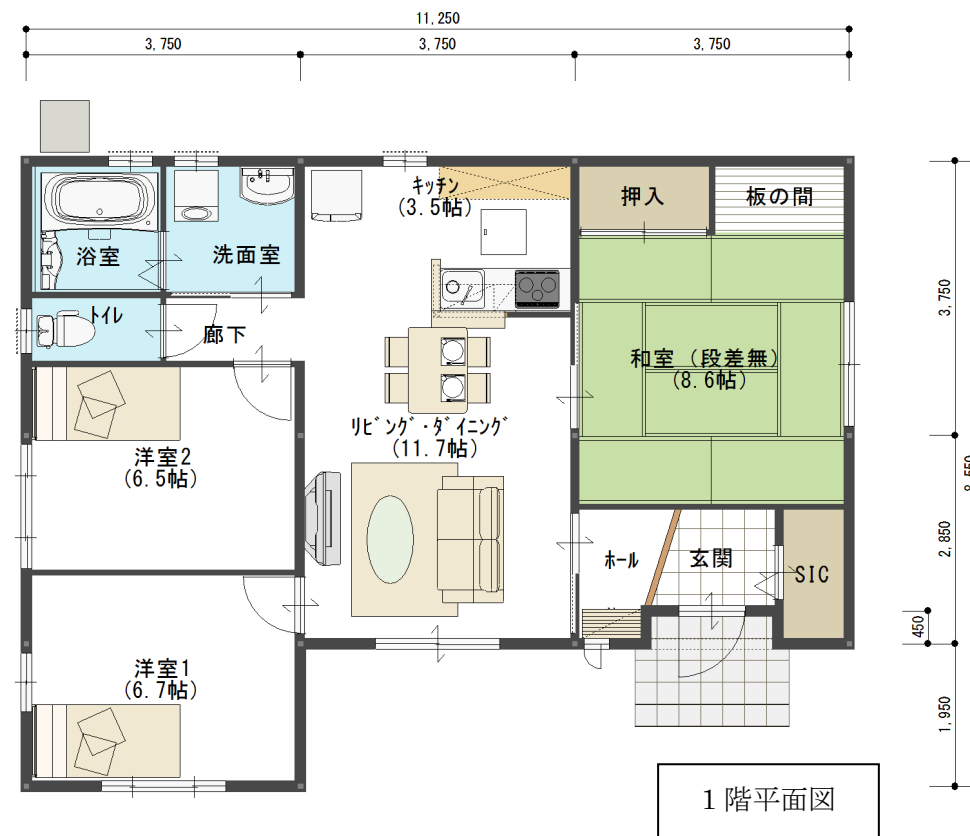 11,250
3,750
3,750
3,750
キッチン
(3.5帖)
押入
板の間
浴室
洗面室
トイレ
廊下
3,750
和室（段差無）
(8.6帖)
リビング・ダイニング
(11.7帖)
洋室2
(6.5帖)
8,550
2,850
ホール
玄関
SIC
450
洋室1
(6.7帖)
1,950
1階平面図